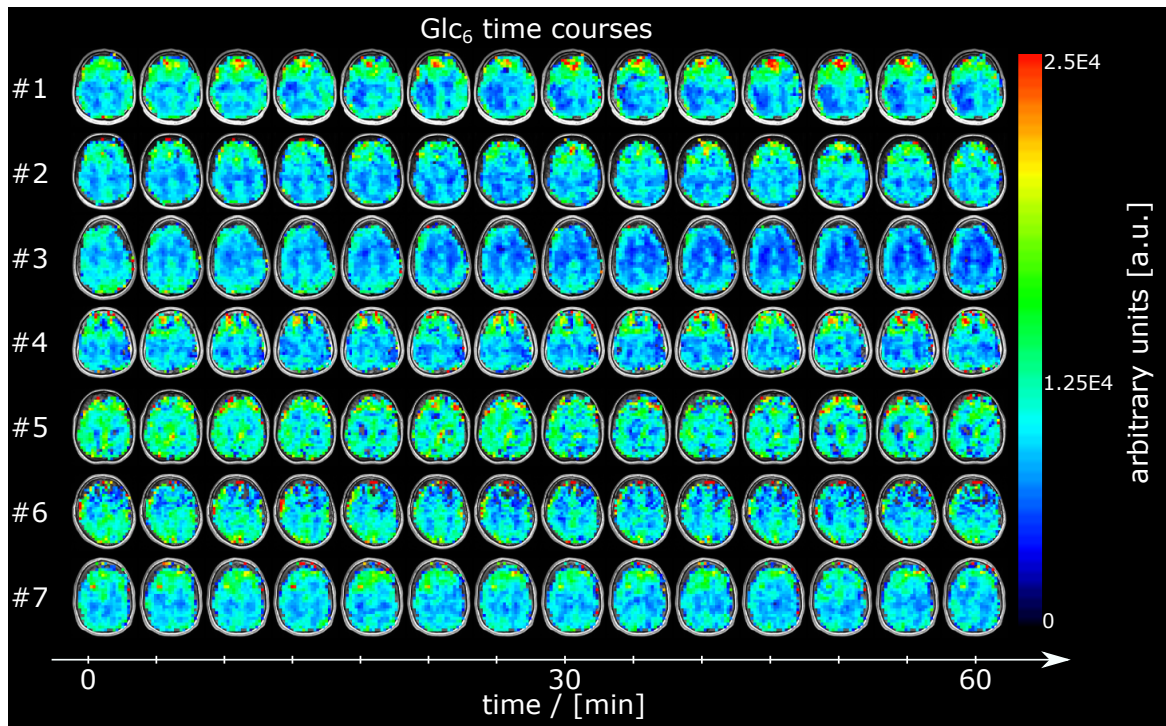 Glc₆ time courses
#1
#2
#3
#4
#5
#6
#7
2.5E4
1.25E4
0
arbitrary units [a.u.]
0 30 60
time / [min]